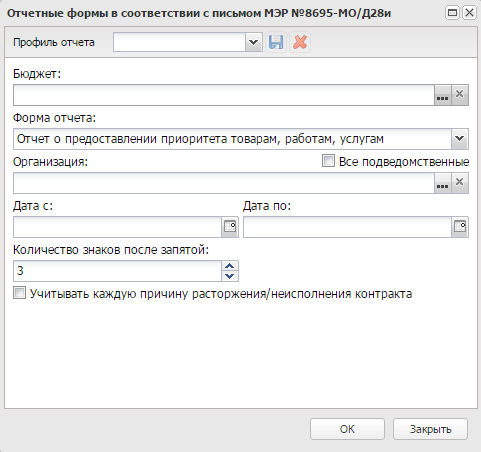 Отчетные формы в соответствии с письмом МЭР №8695-МО/Д28и
Профиль отчета
Бюджет:
...
Форма отчета:
Отчет о предоставлении приоритета товарам, работам, услугам
Организация: Все подведомственные
...
Дата с: Дата по:
Количество знаков после запятой:
3
Учитывать каждую причину расторжения/неисполнения контракта
ОК Закрыть